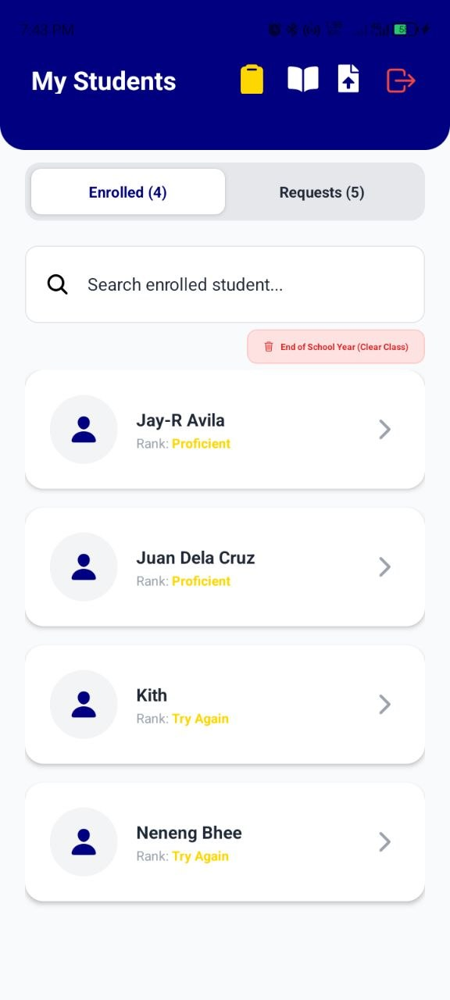 7:43 PM
My Students
Enrolled (4)
Requests (5)
Search enrolled student...
End of School Year (Clear Class)
Jay-R Avila
Rank: Proficient
Juan Dela Cruz
Rank: Proficient
Kith
Rank: Try Again
Neneng Bhee
Rank: Try Again